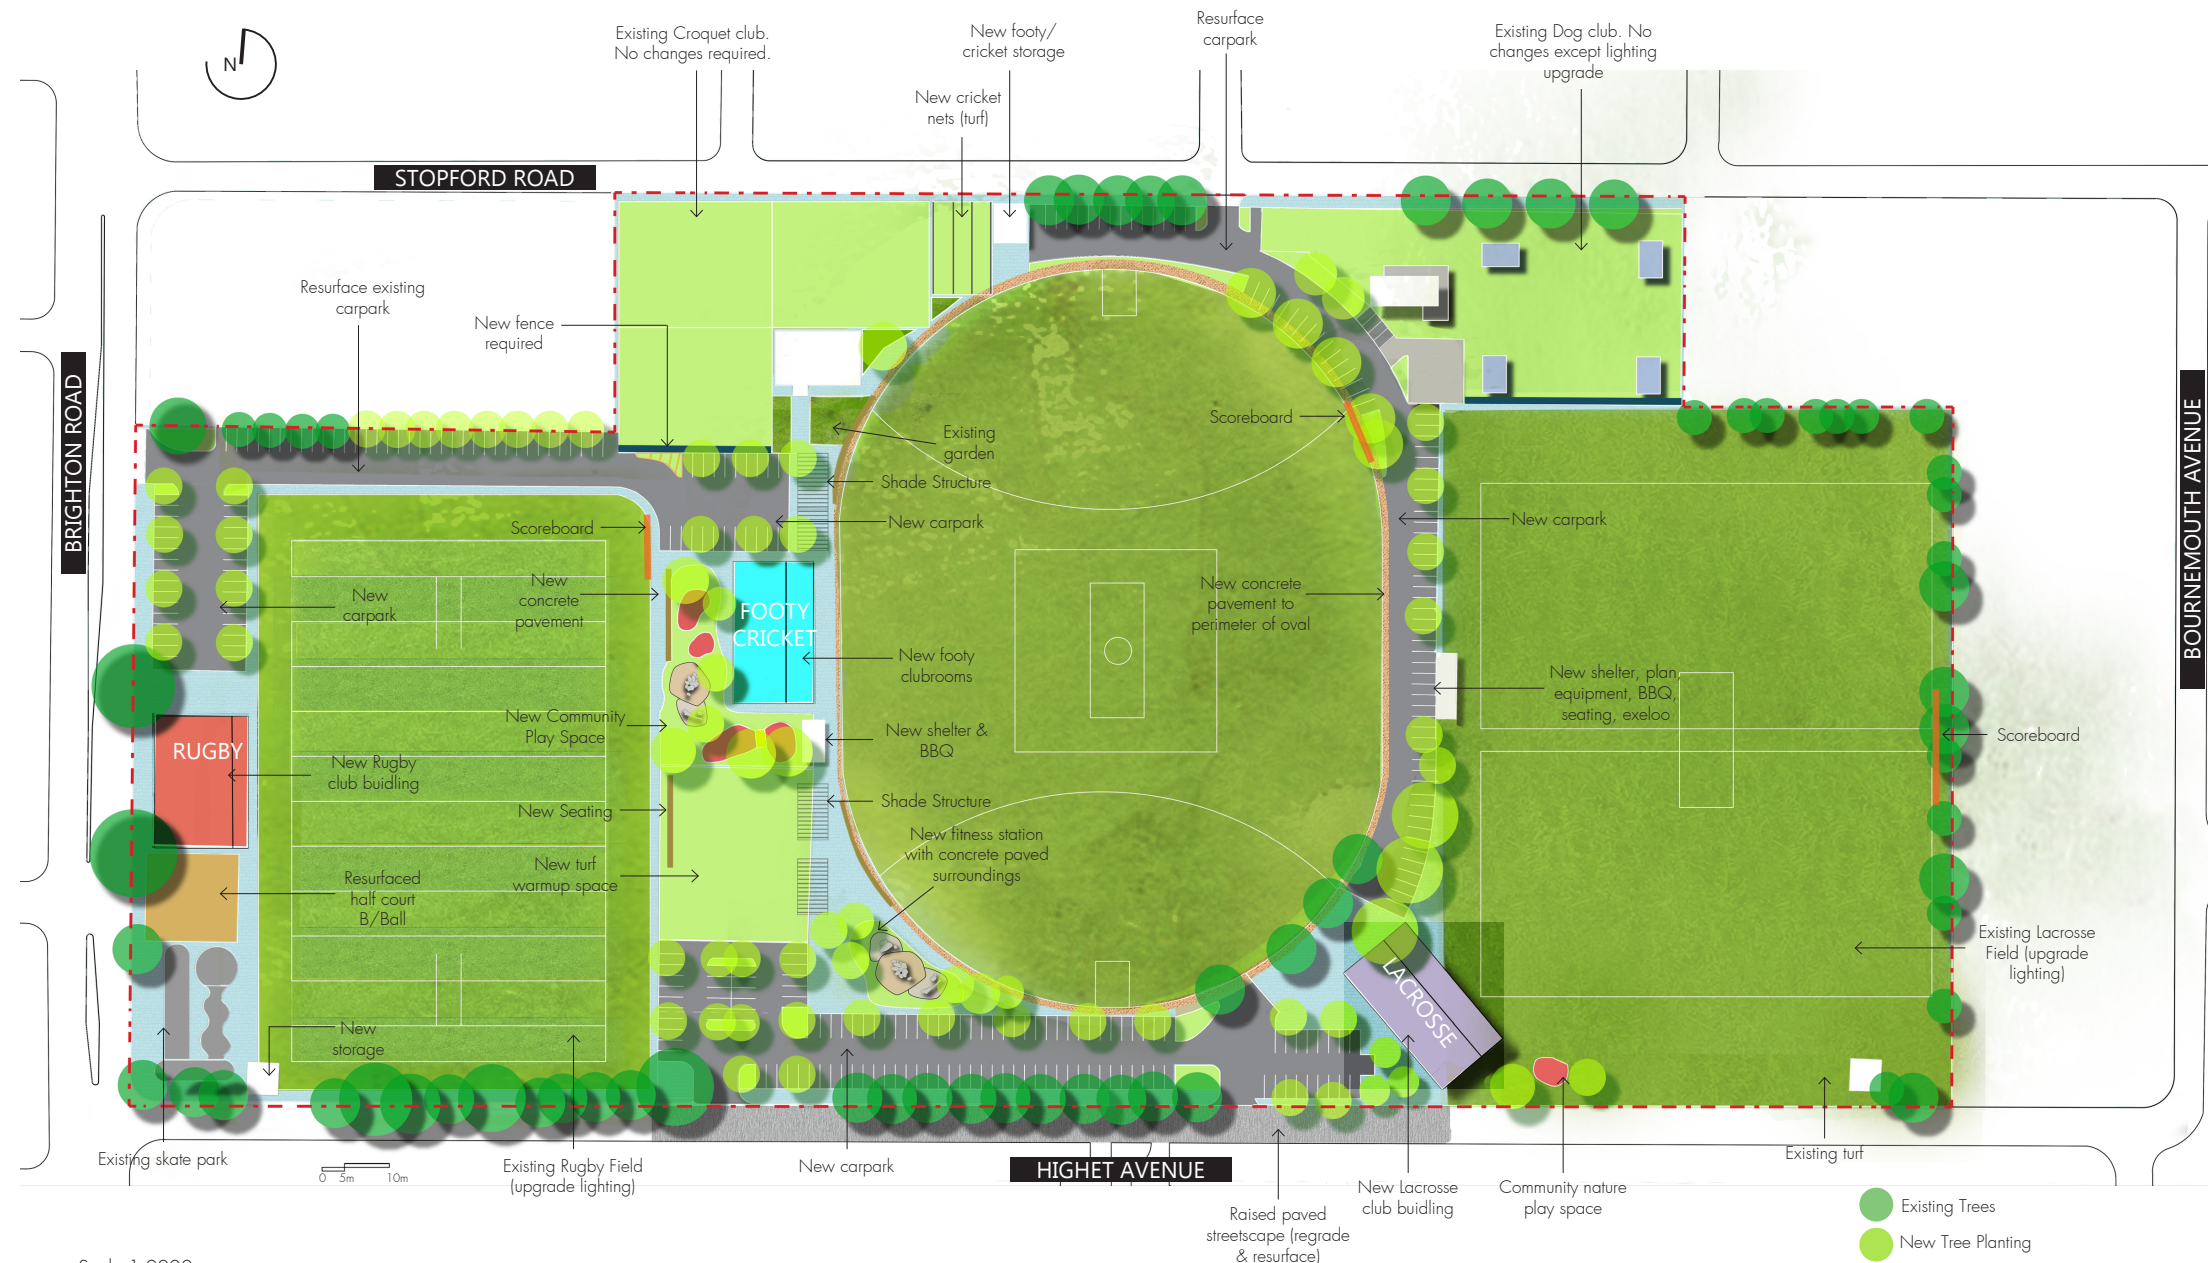 N
Existing Croquet club.
No changes required.
New footy/
cricket storage
Resurface
carpark
Existing Dog club. No
changes except lighting
upgrade
New cricket
nets (turf)
STOPFORD ROAD
Resurface existing
carpark
New fence
required
BRIGHTON ROAD
BOURNEMOUTH AVENUE
Scoreboard
Existing
garden
Shade Structure
New carpark
New carpark
Scoreboard
New
carpark
New
concrete
pavement
FOOTY
CRICKET
New concrete
pavement to
perimeter of oval
New footy
clubrooms
New shelter, plan
equipment, BBQ,
seating, exeloo
New Community
Play Space
New shelter &
BBQ
Scoreboard
RUGBY
New Rugby
club buidling
New Seating
Shade Structure
New fitness station
with concrete paved
surroundings
New turf
warmup space
Resurfaced
half court
B/Ball
Existing Lacrosse
Field (upgrade
lighting)
LACROSSE
New
storage
Existing skate park
0 5m 10m
Existing Rugby Field
(upgrade lighting)
New carpark
HIGHET AVENUE
Existing turf
New Lacrosse
club buidling
Community nature
play space
Raised paved
streetscape (regrade
& resurface)
Existing Trees
New Tree Planting